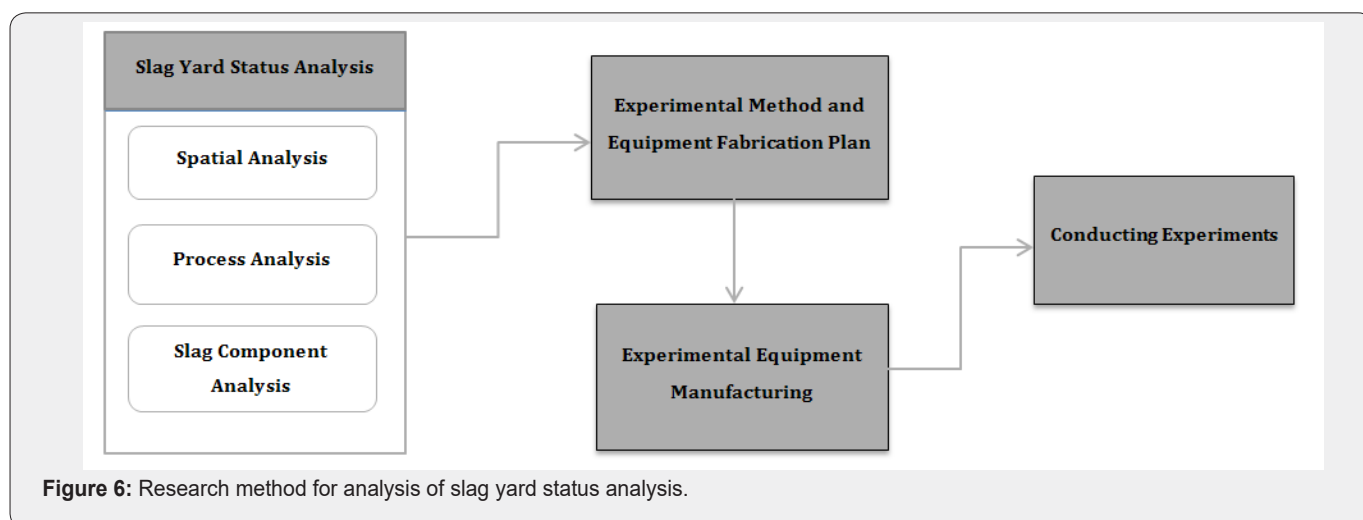 Slag Yard Status Analysis
Spatial Analysis
Process Analysis
Slag Component
Analysis
Experimental Method and
Equipment Fabrication Plan
Experimental Equipment
Manufacturing
Conducting Experiments
Figure 6: Research method for analysis of slag yard status analysis.